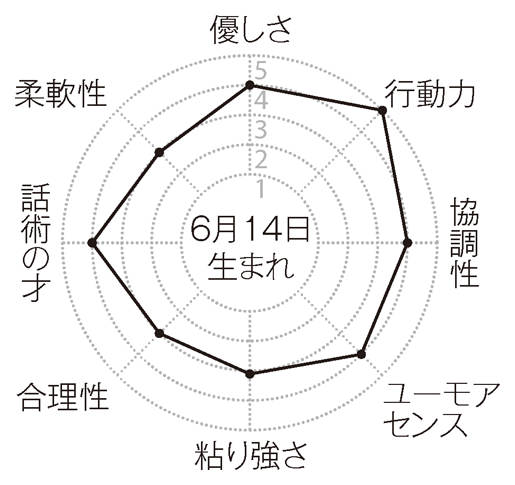 優しさ
行動力
協調性
ユーモア
センス
粘り強さ
合理性
話術の才
柔軟性
5
4
3
2
1
6月14日
生まれ